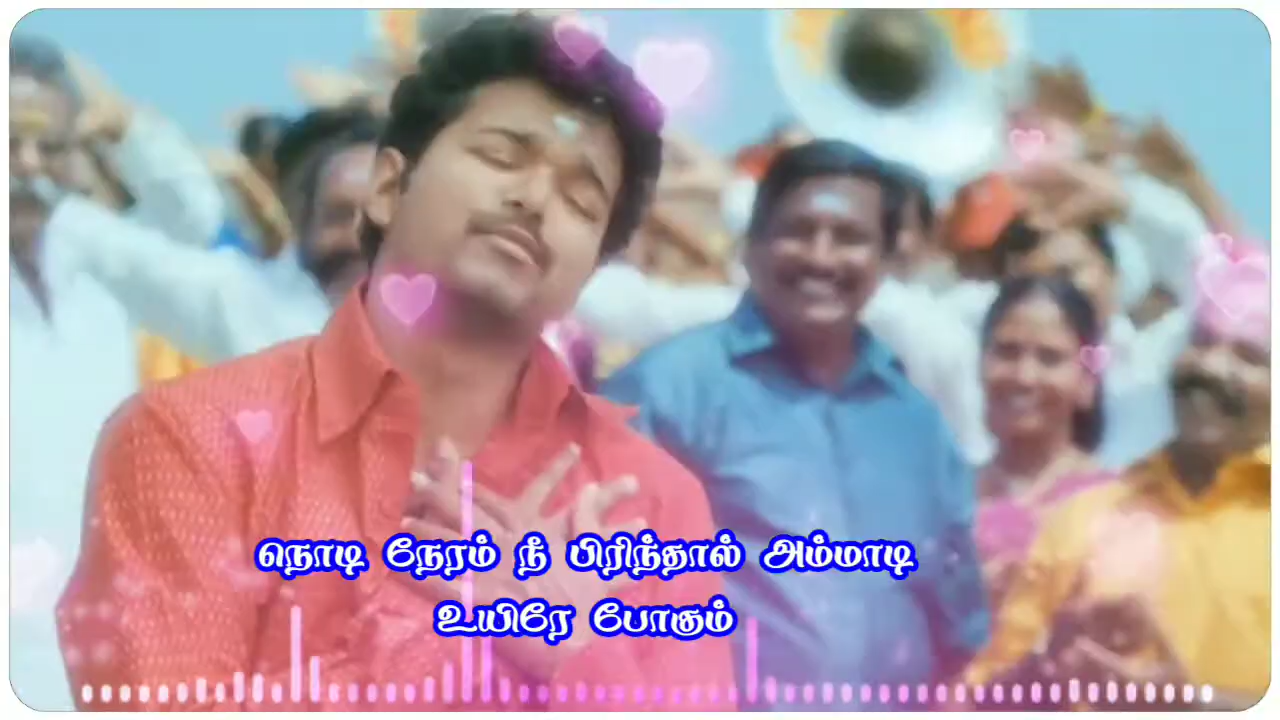 நொடி நேரம் நீ பிரிந்தால் அம்மாடி
உயிரே போகும்